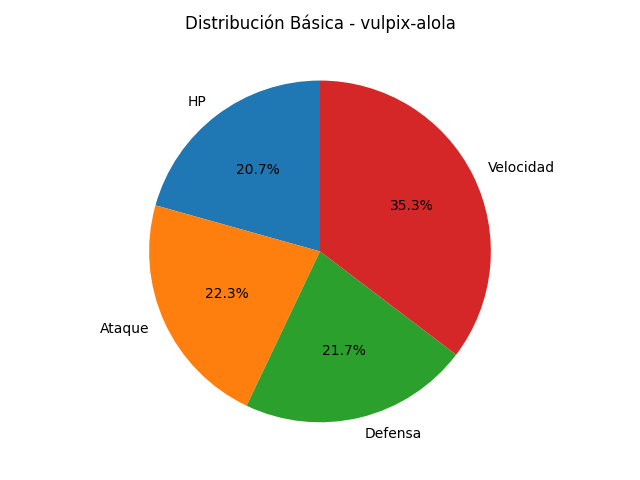 Distribución Básica - vulpix-alola
HP
20.7%
Velocidad
35.3%
22.3%
Ataque
21.7%
Defensa